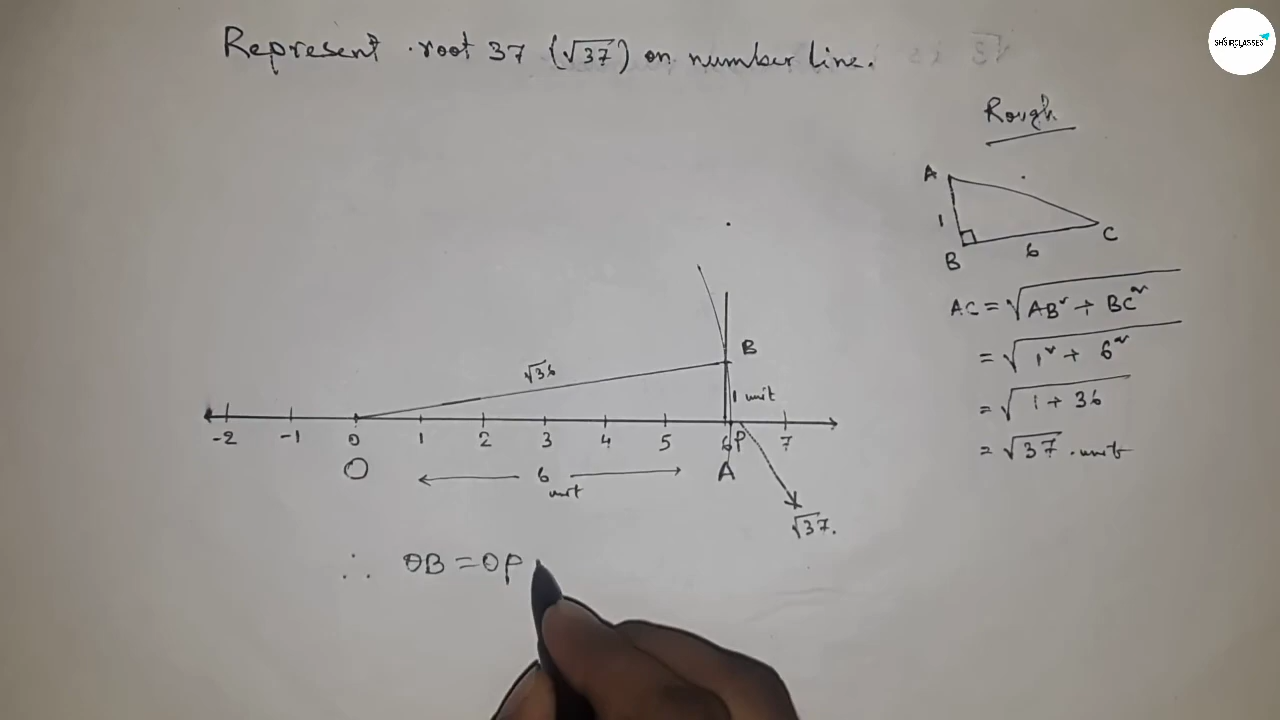 Represent root 37 (√37) on number line.
SHSIRCLASSES
Rough
A
1
B
6
C
AC = √AB² + BC²
= √1² + 6²
= √1 + 36
= √37 unit
√36
B
1 unit
-2 -1 0 1 2 3 4 5 6 P 7
O
6 unit
A
√37.
∴ OB = OP